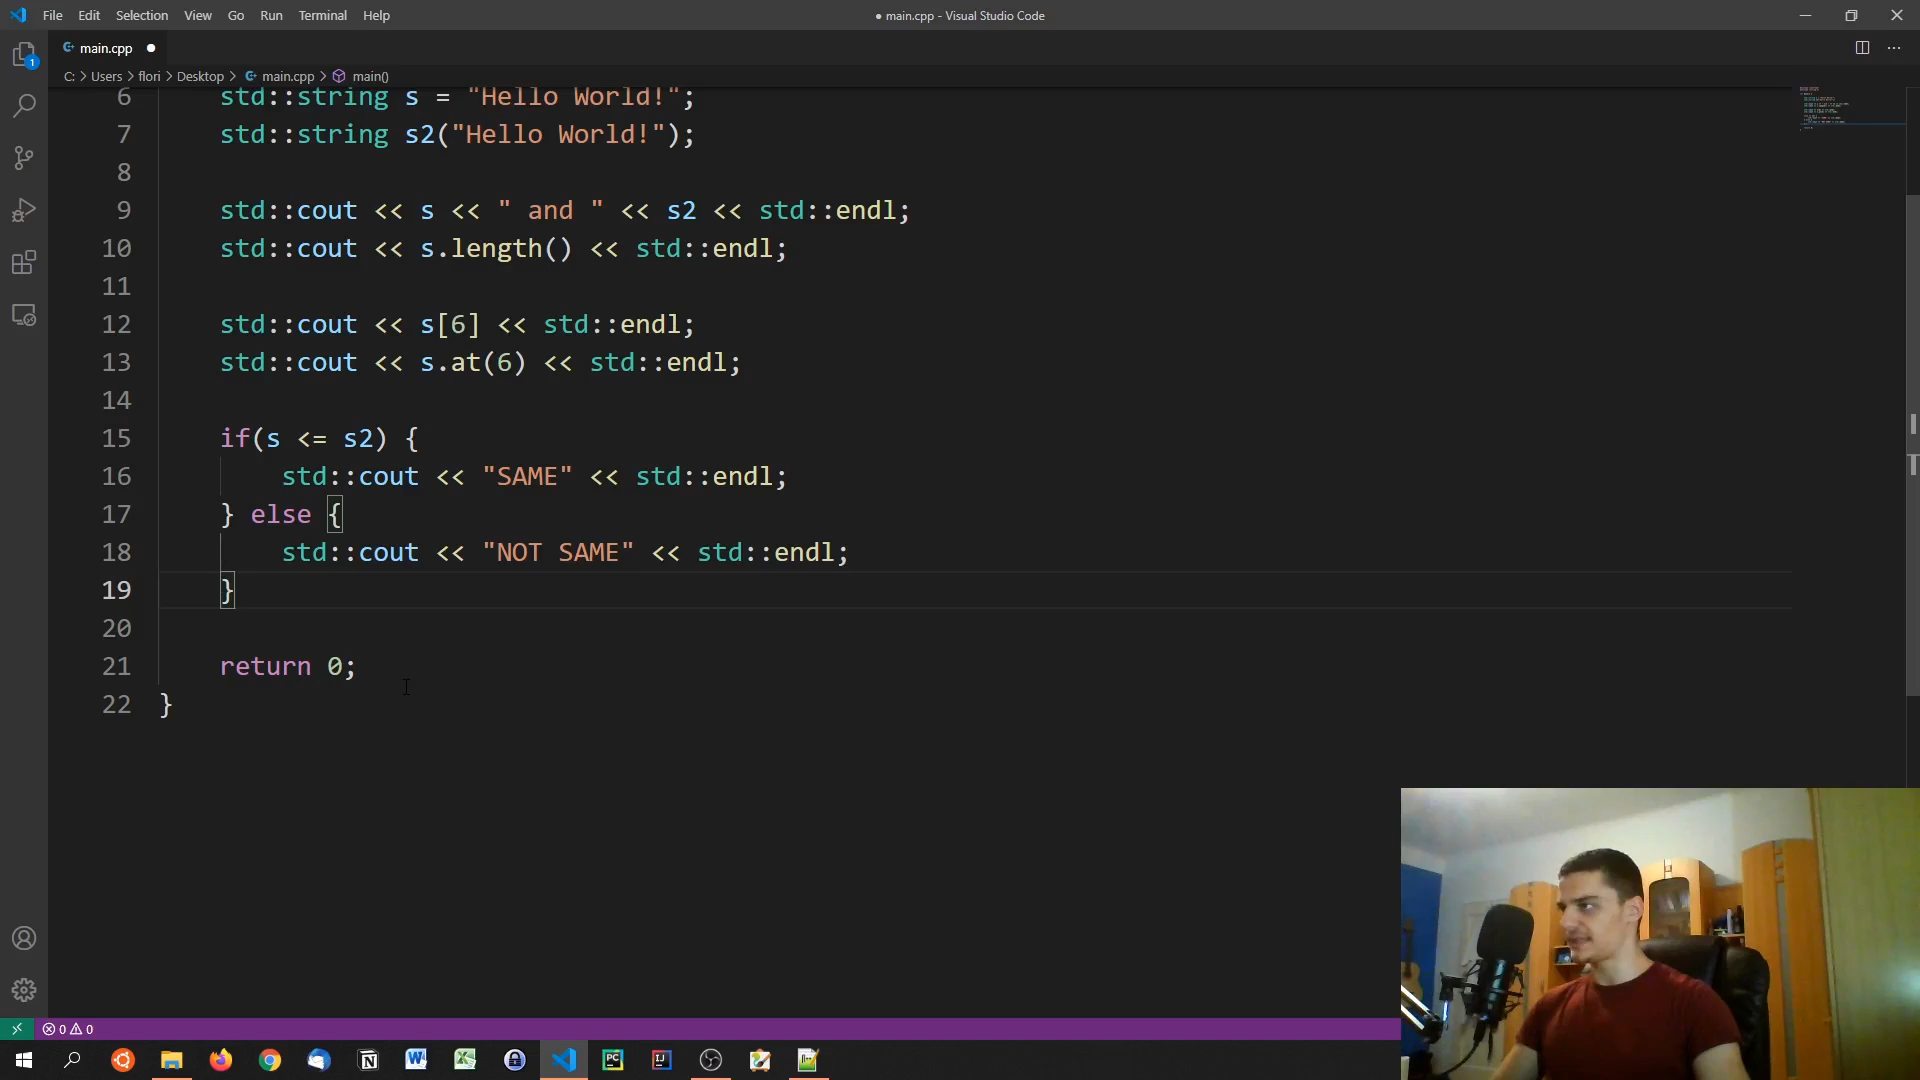 File Edit Selection View Go Run Terminal Help
● main.cpp - Visual Studio Code
main.cpp
1
C: > Users > flori > Desktop > main.cpp > main()
6 std::string s = "Hello World!";
7 std::string s2("Hello World!");
8
9 std::cout << s << " and " << s2 << std::endl;
10 std::cout << s.length() << std::endl;
11
12 std::cout << s[6] << std::endl;
13 std::cout << s.at(6) << std::endl;
14
15 if(s <= s2) {
16 std::cout << "SAME" << std::endl;
17 } else {
18 std::cout << "NOT SAME" << std::endl;
19 }
20
21 return 0;
22 }
0 0
PC
IJ